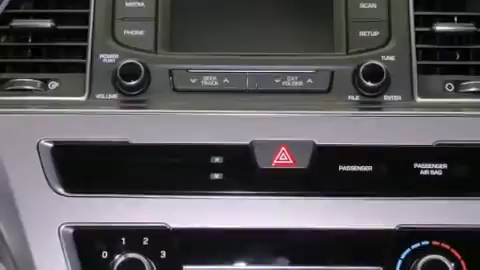 MEDIA
SCAN
PHONE
SETUP
POWER
PUSH
TUNE
SEEK
TRACK
CAT
FOLDER
VOLUME
FILE
ENTER
PASSENGER
PASSENGER
AIR BAG
0 1 2 3